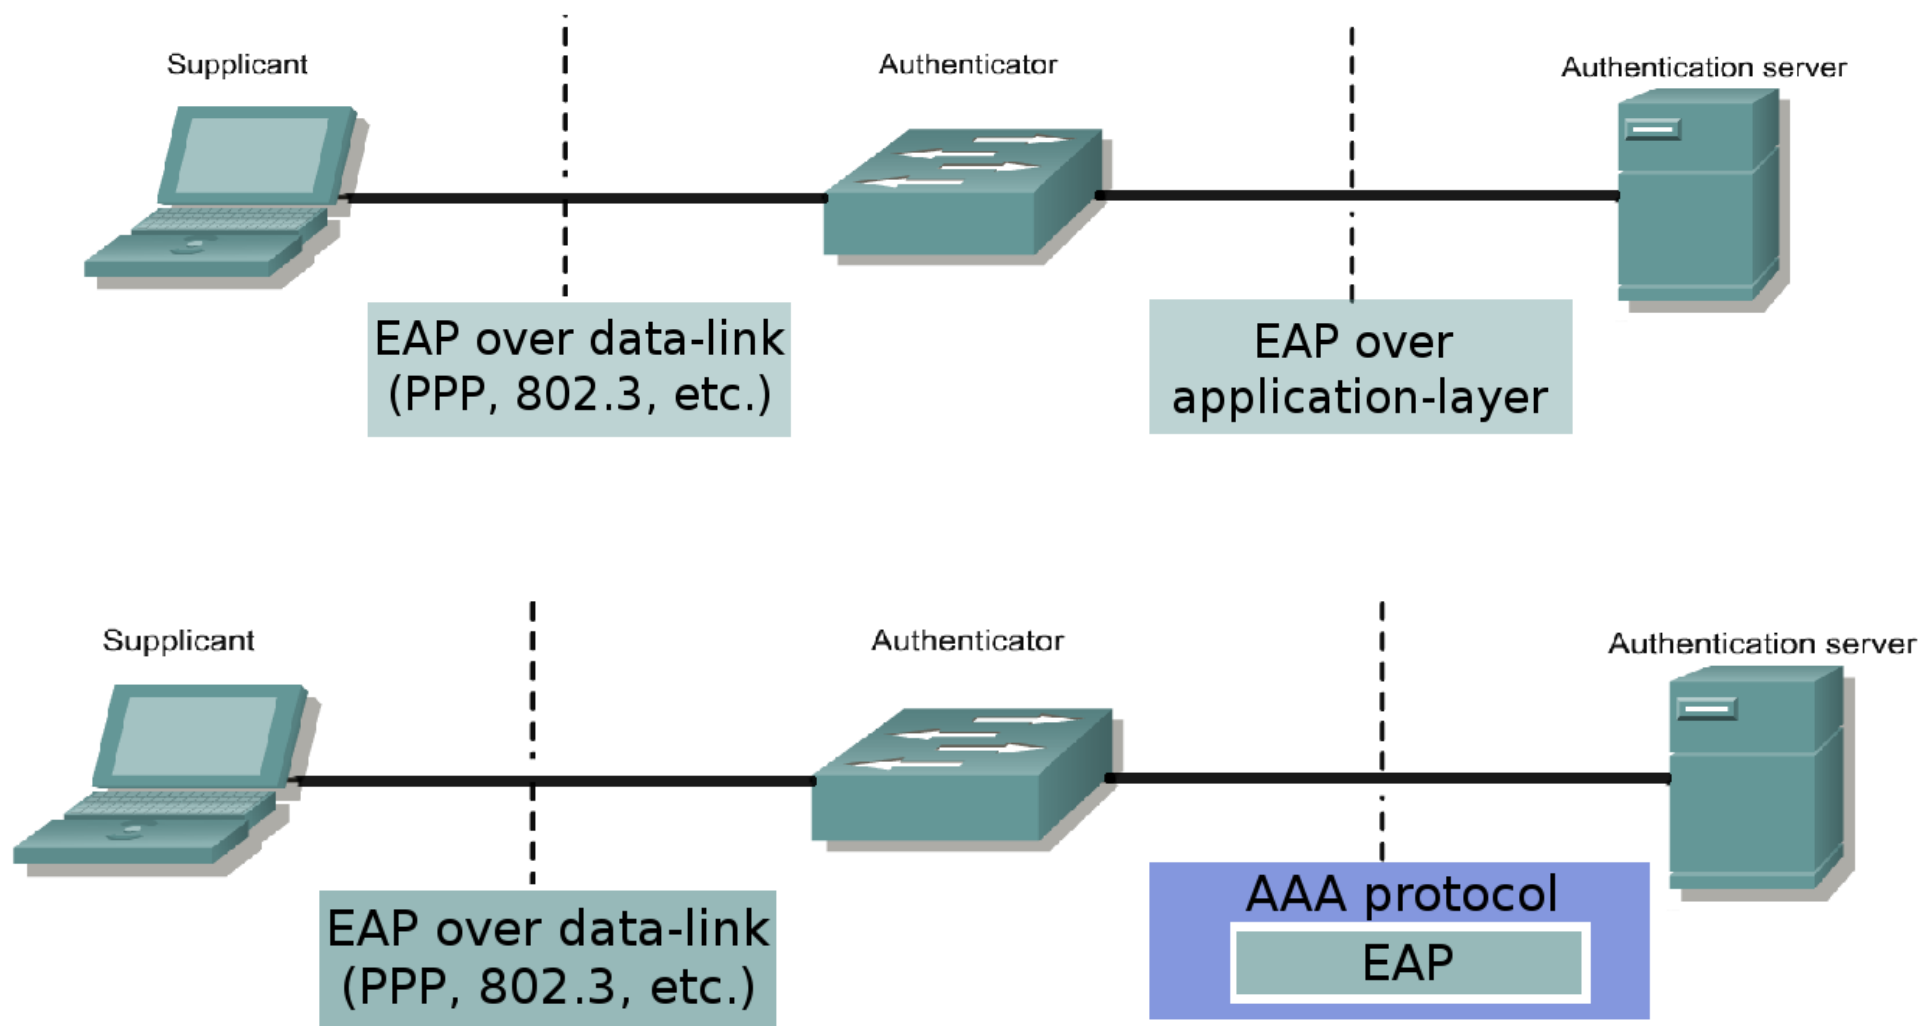 Supplicant
Authenticator
Authentication server
EAP over data-link
(PPP, 802.3, etc.)
EAP over
application-layer
Supplicant
Authenticator
Authentication server
EAP over data-link
(PPP, 802.3, etc.)
AAA protocol
EAP